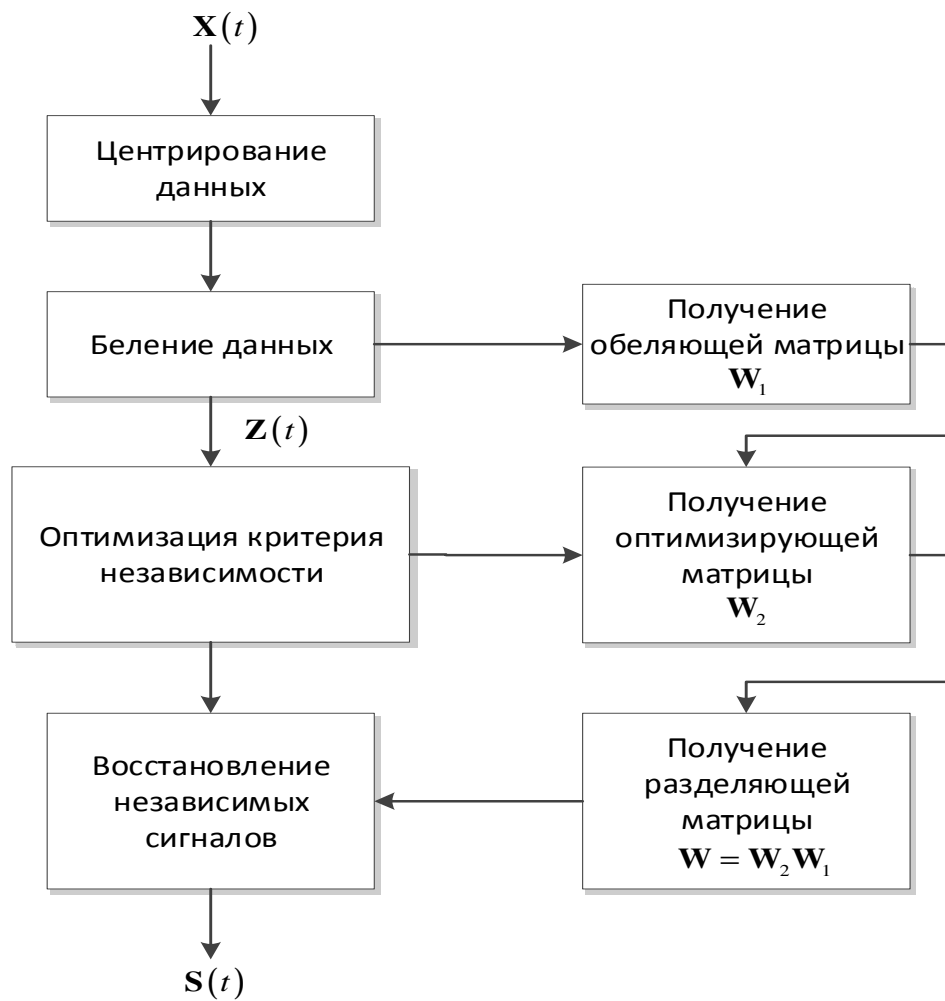 X(t)
Центрирование
данных
Беление данных
Получение
обеляющей матрицы
W₁
Z(t)
Оптимизация критерия
независимости
Получение
оптимизирующей
матрицы
W₂
Восстановление
независимых
сигналов
Получение
разделяющей
матрицы
W = W₂W₁
S(t)